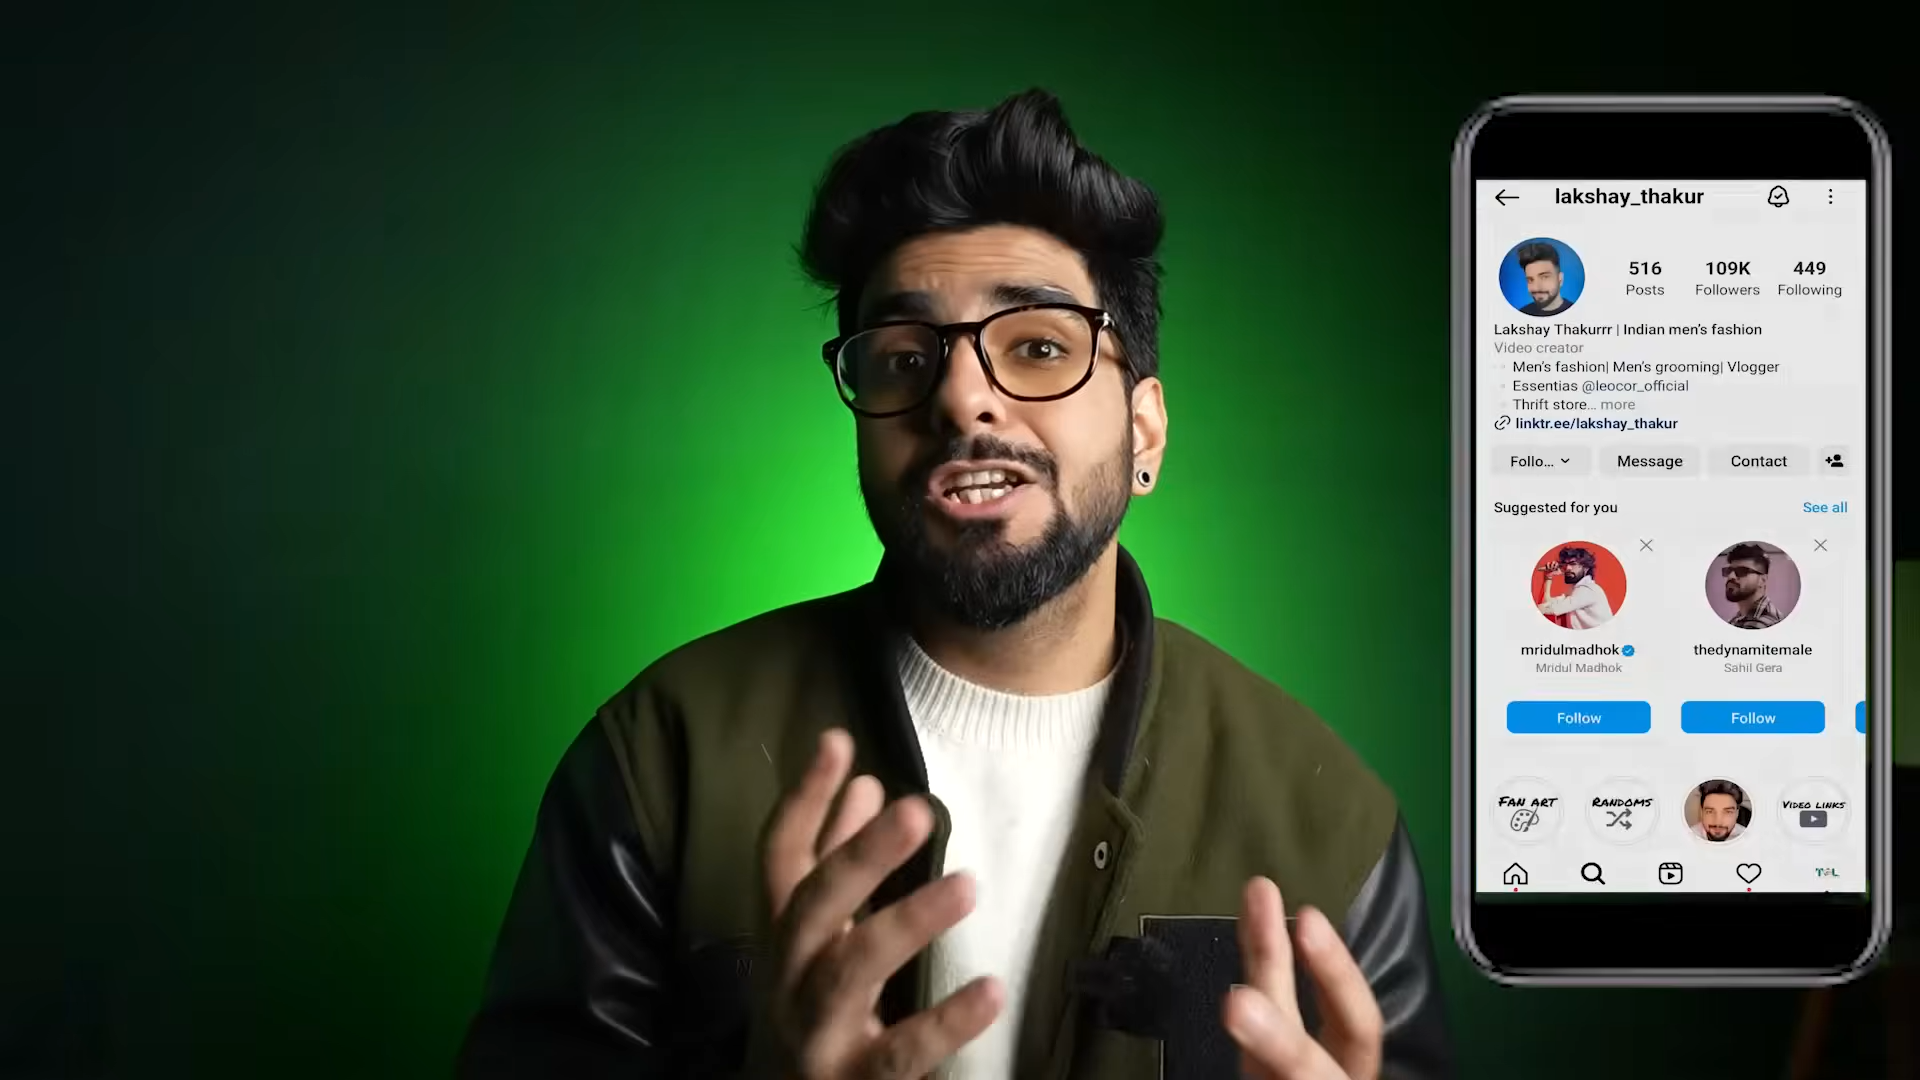 lakshay_thakur
516 109K 449
Posts Followers Following
Lakshay Thakurrr | Indian men's fashion
Video creator
Men's fashion| Men's grooming| Vlogger
Essentias @leocor_official
Thrift store... more
linktr.ee/lakshay_thakur
Follo... Message Contact
Suggested for you See all
mridulmadhok thedynamitemale
Mridul Madhok Sahil Gera
Follow Follow
FAN ART RANDOMS VIDEO LINKS